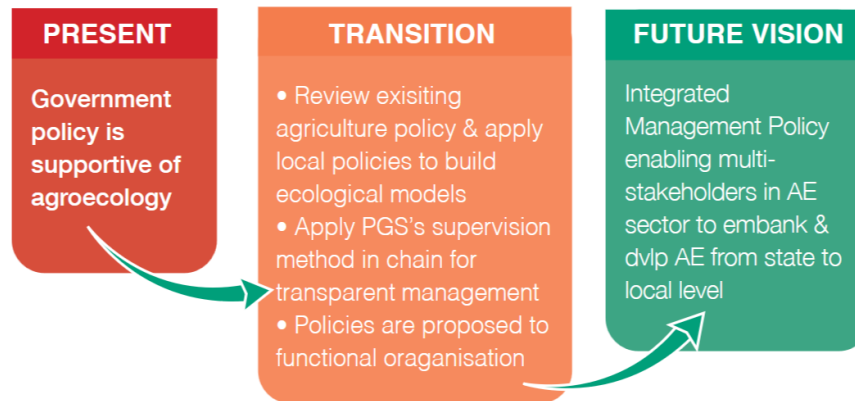 PRESENT
Government
policy is
supportive of
agroecology
TRANSITION
• Review exisiting
agriculture policy & apply
local policies to build
ecological models
• Apply PGS's supervision
method in chain for
transparent management
• Policies are proposed to
functional oraganisation
FUTURE VISION
Integrated
Management Policy
enabling multi-
stakeholders in AE
sector to embank &
dvlp AE from state to
local level